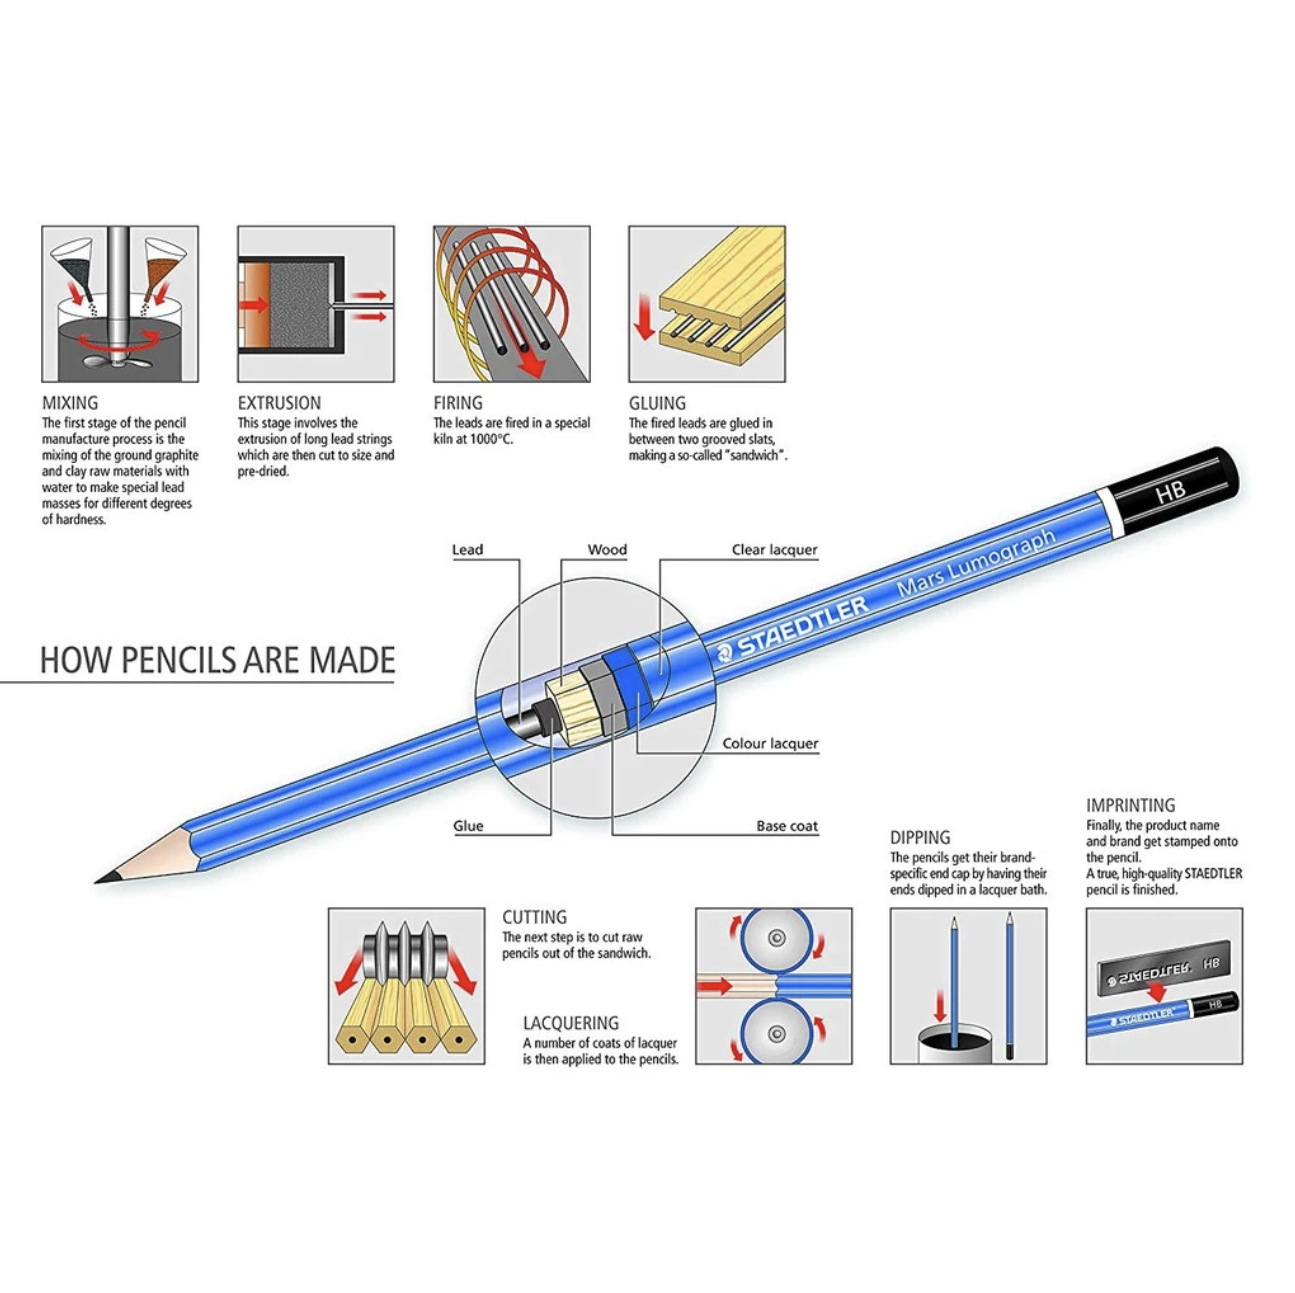 MIXING
The first stage of the pencil
manufacture process is the
mixing of the ground graphite
and clay raw materials with
water to make special lead
masses for different degrees
of hardness.
EXTRUSION
This stage involves the
extrusion of long lead strings
which are then cut to size and
pre-dried.
FIRING
The leads are fired in a special
kiln at 1000°C.
GLUING
The fired leads are glued in
between two grooved slats,
making a so-called "sandwich".
HB
Mars Lumograph
STAEDTLER
Lead
Wood
Clear lacquer
HOW PENCILS ARE MADE
Colour lacquer
Glue
Base coat
CUTTING
The next step is to cut raw
pencils out of the sandwich.
LACQUERING
A number of coats of lacquer
is then applied to the pencils.
DIPPING
The pencils get their brand-
specific end cap by having their
ends dipped in a lacquer bath.
IMPRINTING
Finally, the product name
and brand get stamped onto
the pencil.
A true, high-quality STAEDTLER
pencil is finished.
STAEDTLER HB
STAEDTLER HB